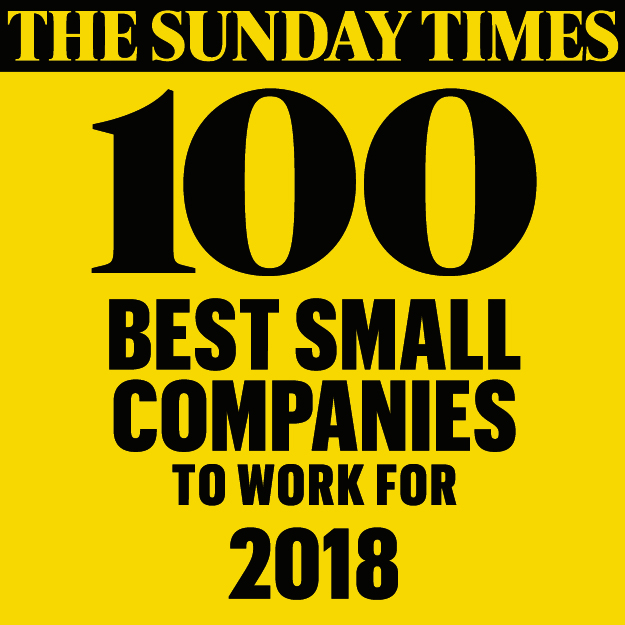 THE SUNDAY TIMES
100
BEST SMALL
COMPANIES
TO WORK FOR
2018